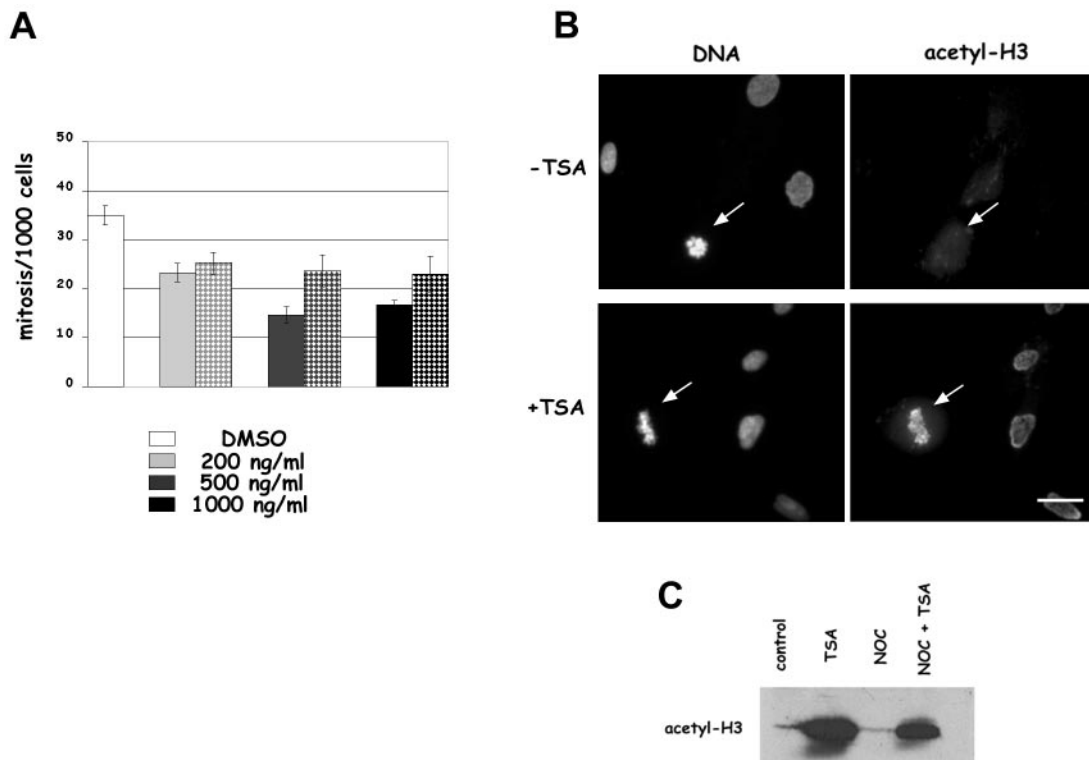 A
mitosis/1000 cells
50
40
30
20
10
0
DMSO
200 ng/ml
500 ng/ml
1000 ng/ml
B
DNA
acetyl-H3
-TSA
+TSA
C
control
TSA
NOC
NOC + TSA
acetyl-H3